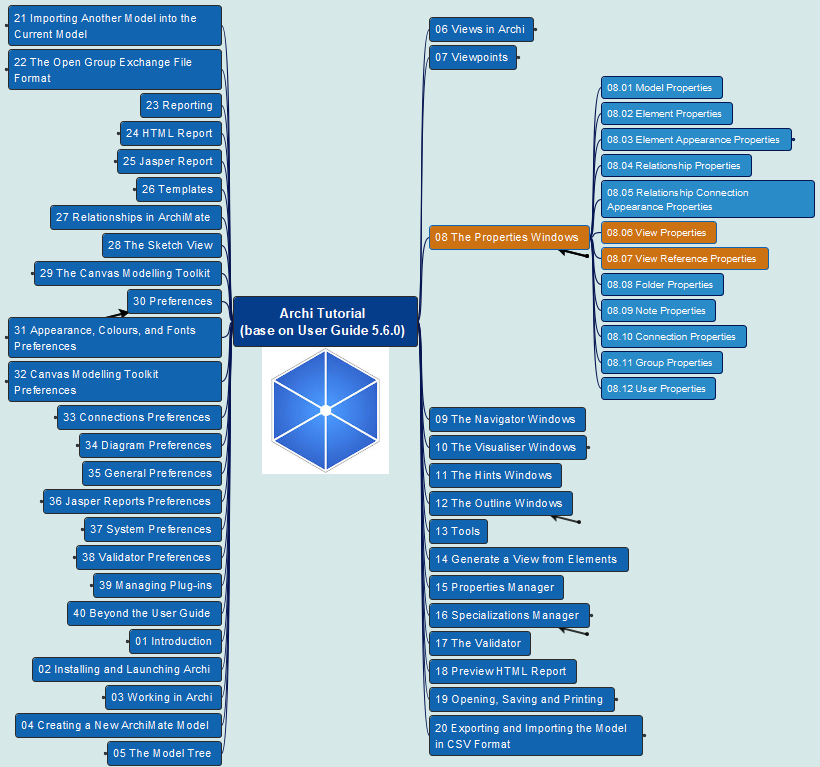 21 Importing Another Model into the
Current Model
22 The Open Group Exchange File
Format
23 Reporting
24 HTML Report
25 Jasper Report
26 Templates
27 Relationships in ArchiMate
28 The Sketch View
29 The Canvas Modelling Toolkit
30 Preferences
31 Appearance, Colours, and Fonts
Preferences
32 Canvas Modelling Toolkit
Preferences
33 Connections Preferences
34 Diagram Preferences
35 General Preferences
36 Jasper Reports Preferences
37 System Preferences
38 Validator Preferences
39 Managing Plug-ins
40 Beyond the User Guide
01 Introduction
02 Installing and Launching Archi
03 Working in Archi
04 Creating a New ArchiMate Model
05 The Model Tree
Archi Tutorial
(base on User Guide 5.6.0)
06 Views in Archi
07 Viewpoints
08 The Properties Windows
08.01 Model Properties
08.02 Element Properties
08.03 Element Appearance Properties
08.04 Relationship Properties
08.05 Relationship Connection
Appearance Properties
08.06 View Properties
08.07 View Reference Properties
08.08 Folder Properties
08.09 Note Properties
08.10 Connection Properties
08.11 Group Properties
08.12 User Properties
09 The Navigator Windows
10 The Visualiser Windows
11 The Hints Windows
12 The Outline Windows
13 Tools
14 Generate a View from Elements
15 Properties Manager
16 Specializations Manager
17 The Validator
18 Preview HTML Report
19 Opening, Saving and Printing
20 Exporting and Importing the Model
in CSV Format